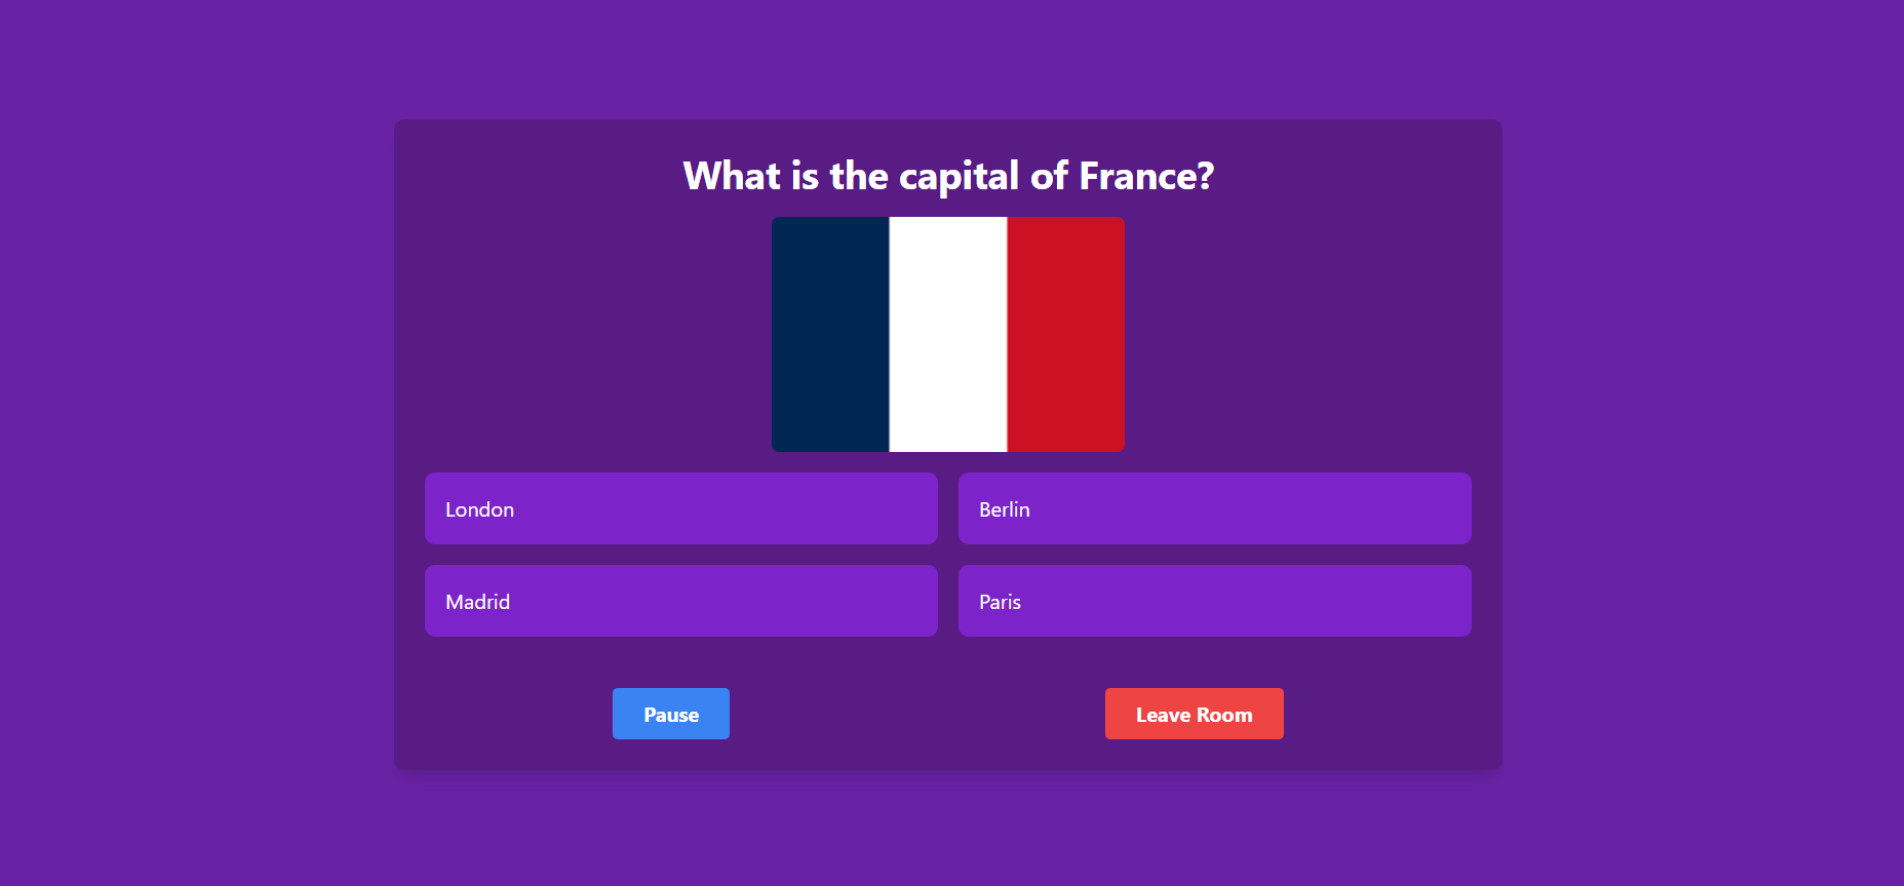 What is the capital of France?
London
Berlin
Madrid
Paris
Pause
Leave Room